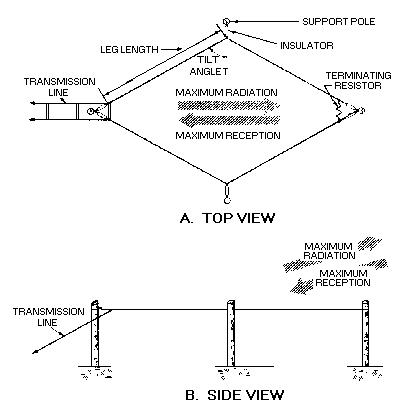 SUPPORT POLE
INSULATOR
LEG LENGTH
TILT
ANGLET
TRANSMISSION
LINE
TERMINATING
RESISTOR
MAXIMUM RADIATION
MAXIMUM RECEPTION
A. TOP VIEW
MAXIMUM
RADIATION
MAXIMUM
RECEPTION
TRANSMISSION
LINE
B. SIDE VIEW